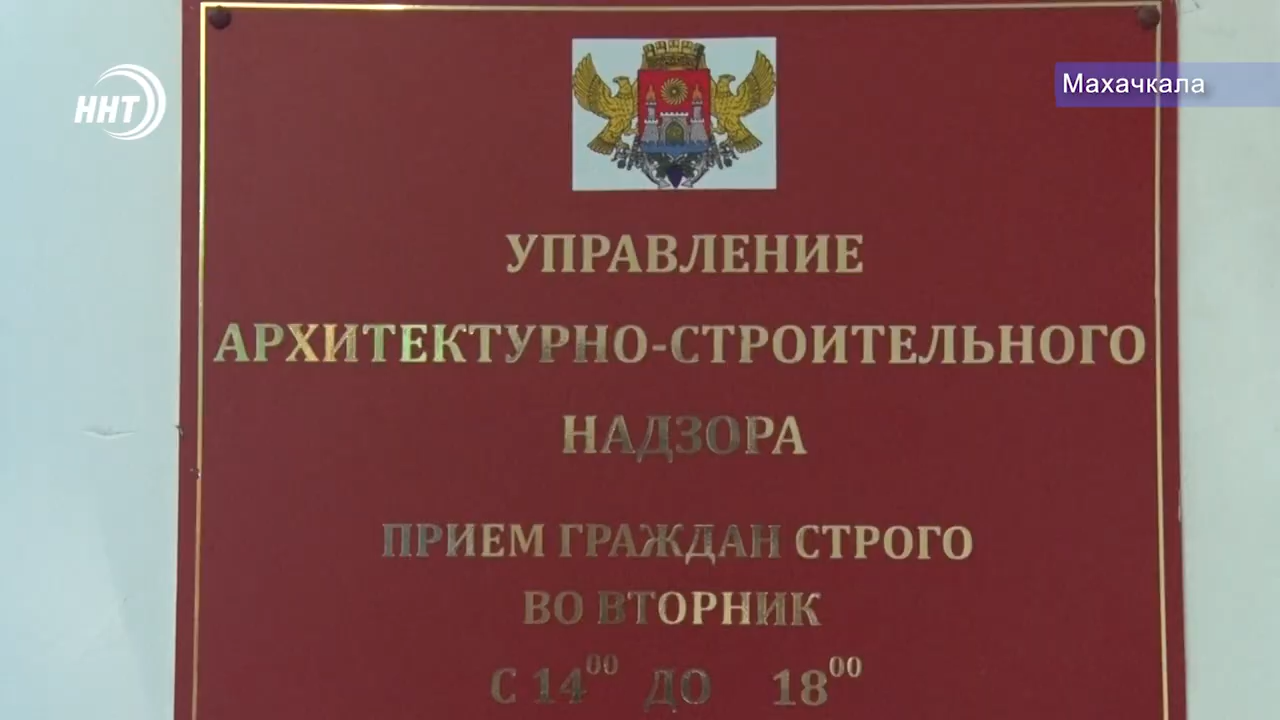 ННТ
Махачкала
УПРАВЛЕНИЕ
АРХИТЕКТУРНО-СТРОИТЕЛЬНОГО
НАДЗОРА
ПРИЕМ ГРАЖДАН СТРОГО
ВО ВТОРНИК
С 14⁰⁰ ДО 18⁰⁰